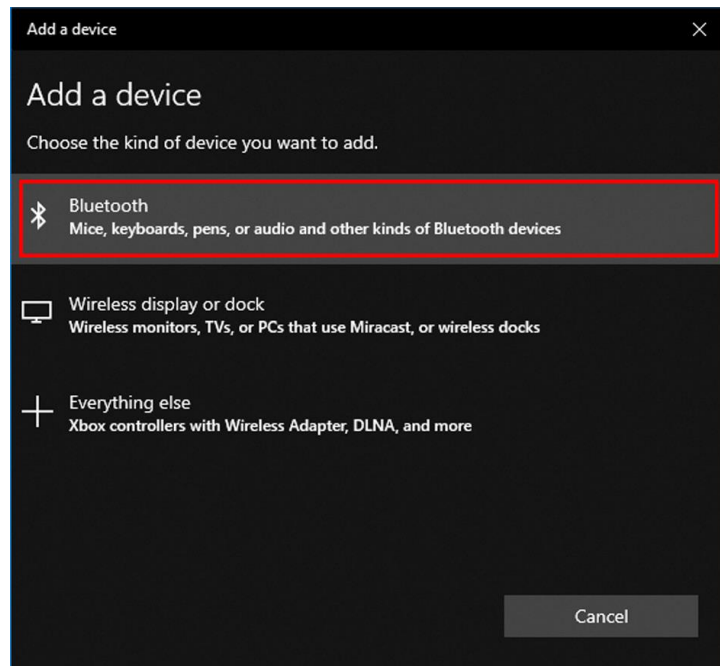 Add a device
Add a device
Choose the kind of device you want to add.
Bluetooth
Mice, keyboards, pens, or audio and other kinds of Bluetooth devices
Wireless display or dock
Wireless monitors, TVs, or PCs that use Miracast, or wireless docks
Everything else
Xbox controllers with Wireless Adapter, DLNA, and more
Cancel